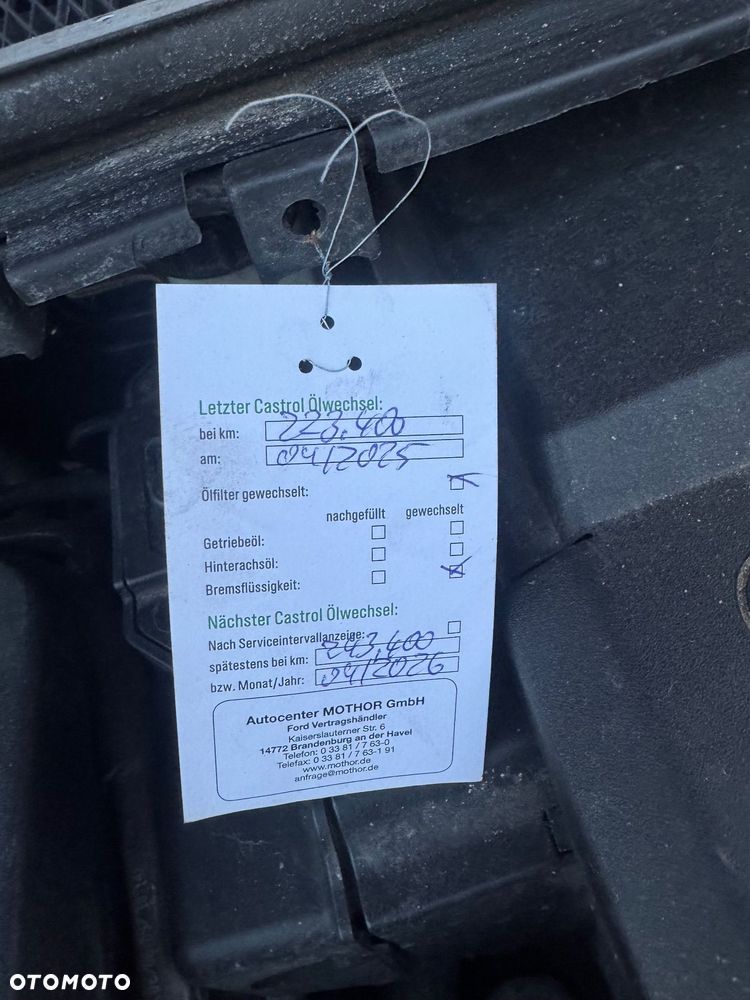 Letzter Castrol Ölwechsel:
bei km: 223.400
am: 04/2025
Ölfilter gewechselt:
nachgefüllt gewechselt
Getriebeöl:
Hinterachsöl:
Bremsflüssigkeit:
Nächster Castrol Ölwechsel:
Nach Serviceintervallanzeige:
spätestens bei km: 243.400
bzw. Monat/Jahr: 04/2026
Autocenter MOTHOR GmbH
Ford Vertragshändler
Kaiserslauterner Str. 6
14772 Brandenburg an der Havel
Telefon: 0 33 81 / 7 63-0
Telefax: 0 33 81 / 7 63-1 91
www.mothor.de
anfrage@mothor.de
OTOMOTO